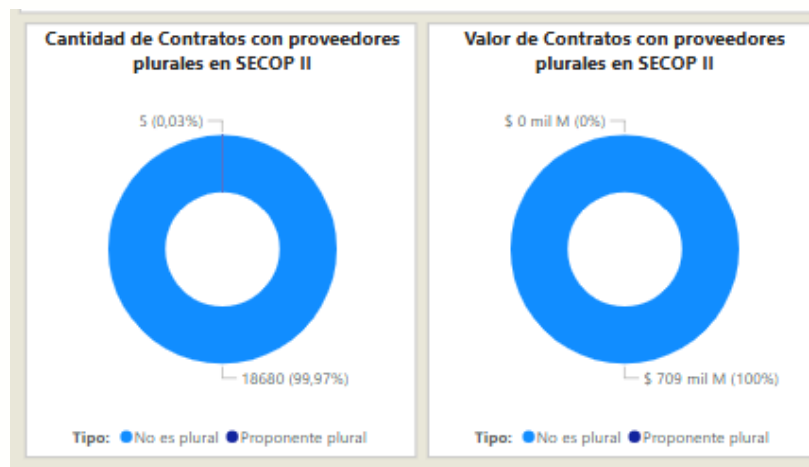 Cantidad de Contratos con proveedores
plurales en SECOP II
5 (0,03%)
18680 (99,97%)
Tipo: No es plural Proponente plural
Valor de Contratos con proveedores
plurales en SECOP II
$ 0 mil M (0%)
$ 709 mil M (100%)
Tipo: No es plural Proponente plural